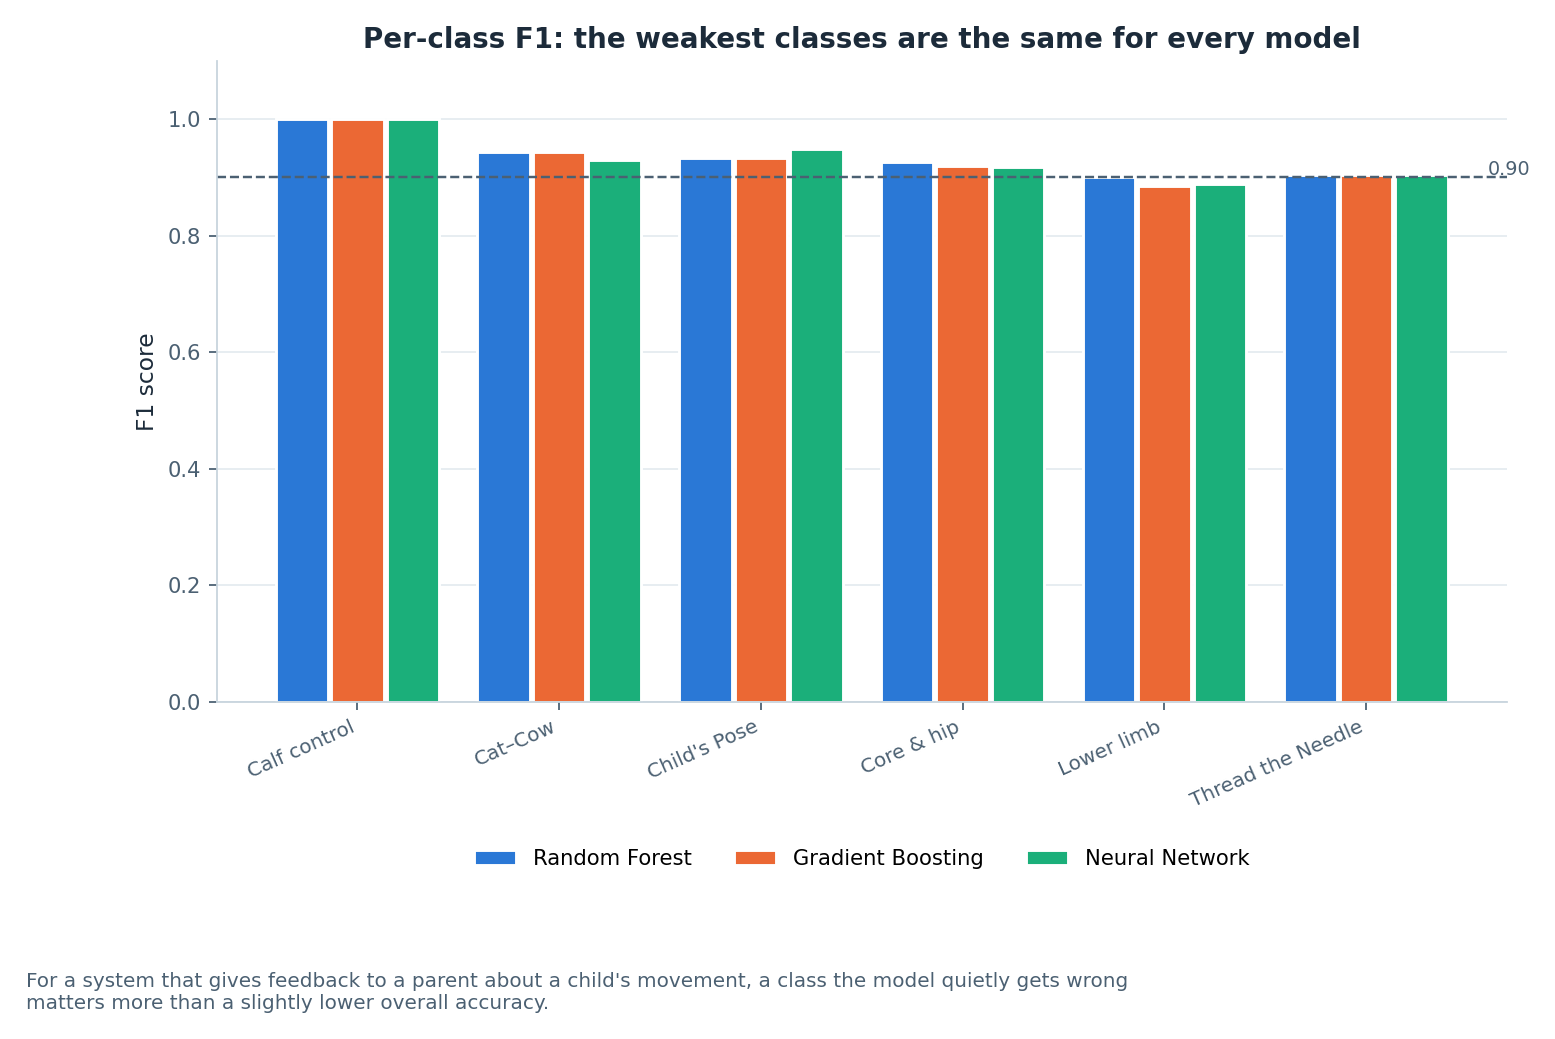 Per-class F1: the weakest classes are the same for every model
F1 score
1.0
0.8
0.6
0.4
0.2
0.0
0.90
Calf control
Cat–Cow
Child's Pose
Core & hip
Lower limb
Thread the Needle
Random Forest
Gradient Boosting
Neural Network
For a system that gives feedback to a parent about a child's movement, a class the model quietly gets wrong
matters more than a slightly lower overall accuracy.